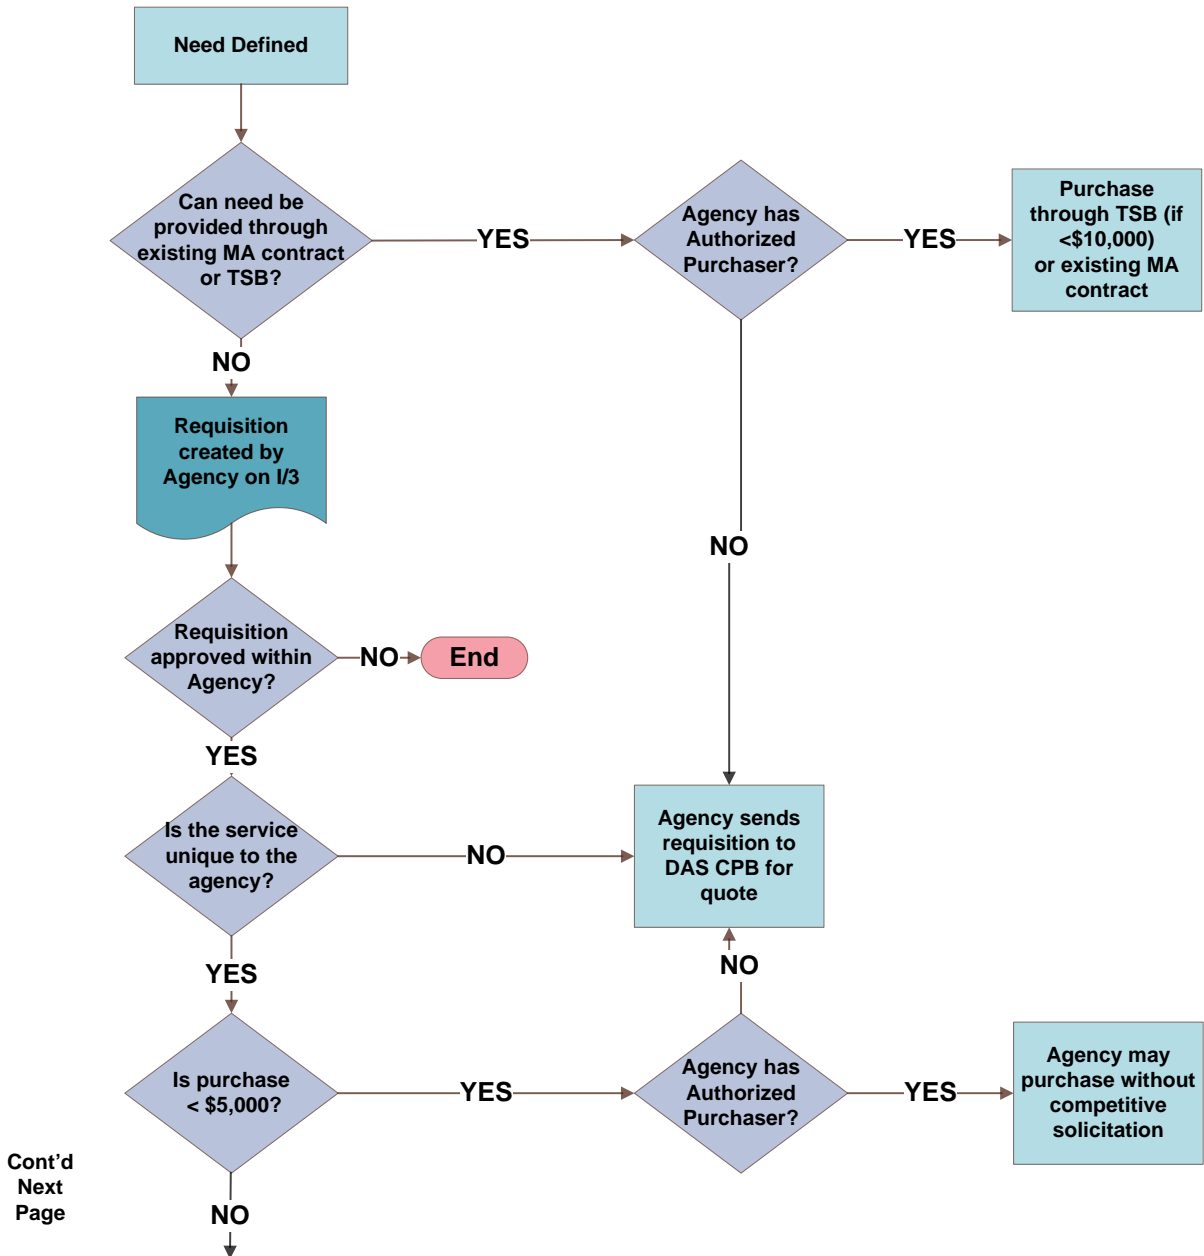 Need Defined
Can need be
provided through
existing MA contract
or TSB?
YES
Agency has
Authorized
Purchaser?
YES
Purchase
through TSB (if
<$10,000)
or existing MA
contract
NO
Requisition
created by
Agency on I/3
NO
Requisition
approved within
Agency?
NO
End
YES
Is the service
unique to the
agency?
NO
Agency sends
requisition to
DAS CPB for
quote
YES
NO
Is purchase
< $5,000?
YES
Agency has
Authorized
Purchaser?
YES
Agency may
purchase without
competitive
solicitation
Cont'd
Next
Page
NO